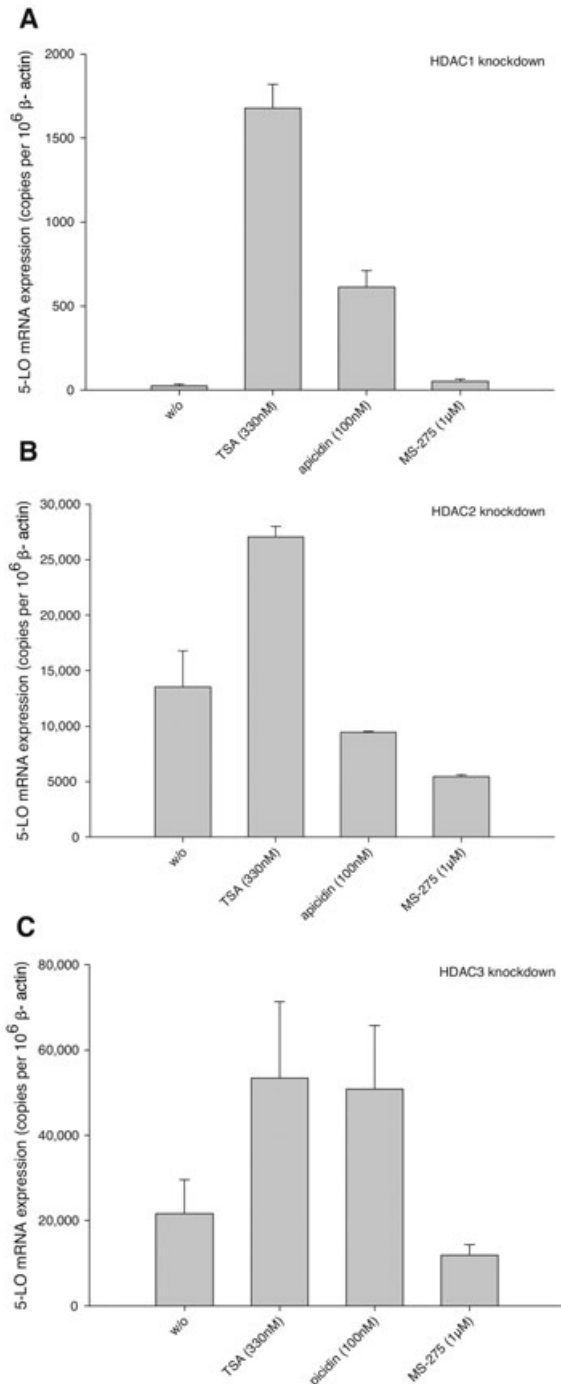 A
HDAC1 knockdown
5-LO mRNA expression (copies per 10⁶ β- actin)
2000
1500
1000
500
0
w/o
TSA (330nM)
apicidin (100nM)
MS-275 (1µM)
B
HDAC2 knockdown
5-LO mRNA expression (copies per 10⁶ β- actin)
30,000
25,000
15,000
15,000
10,000
5000
0
w/o
TSA (330nM)
apicidin (100nM)
MS-275 (1µM)
C
HDAC3 knockdown
5-LO mRNA expression (copies per 10⁶ β- actin)
80,000
60,000
40,000
20,000
0
w/o
TSA (330nM)
picidin (100nM)
MS-275 (1µM)